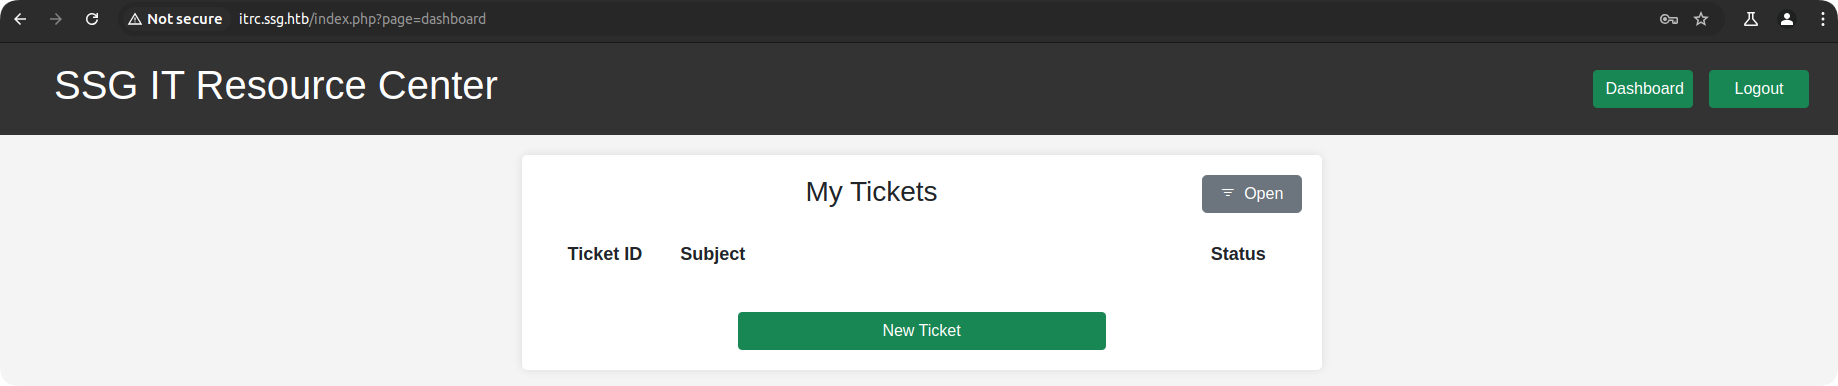 Not secure itrc.ssg.htb/index.php?page=dashboard
SSG IT Resource Center
Dashboard Logout
My Tickets
Open
Ticket ID Subject Status
New Ticket